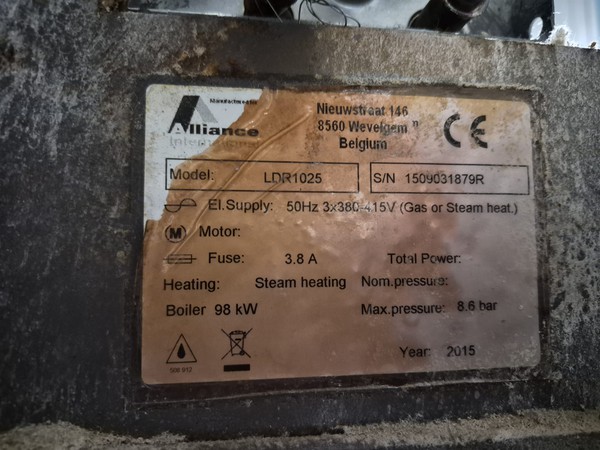 Manufactured by
Alliance
International
Nieuwstraat 146
8560 Wevelgem
Belgium
CE
Model: LDR1025
S/N 1509031879R
El.Supply: 50Hz 3x380-415V (Gas or Steam heat.)
M Motor:
Fuse: 3.8 A Total Power:
Heating: Steam heating Nom.pressure:
Boiler 98 kW Max.pressure: 8.6 bar
Year: 2015